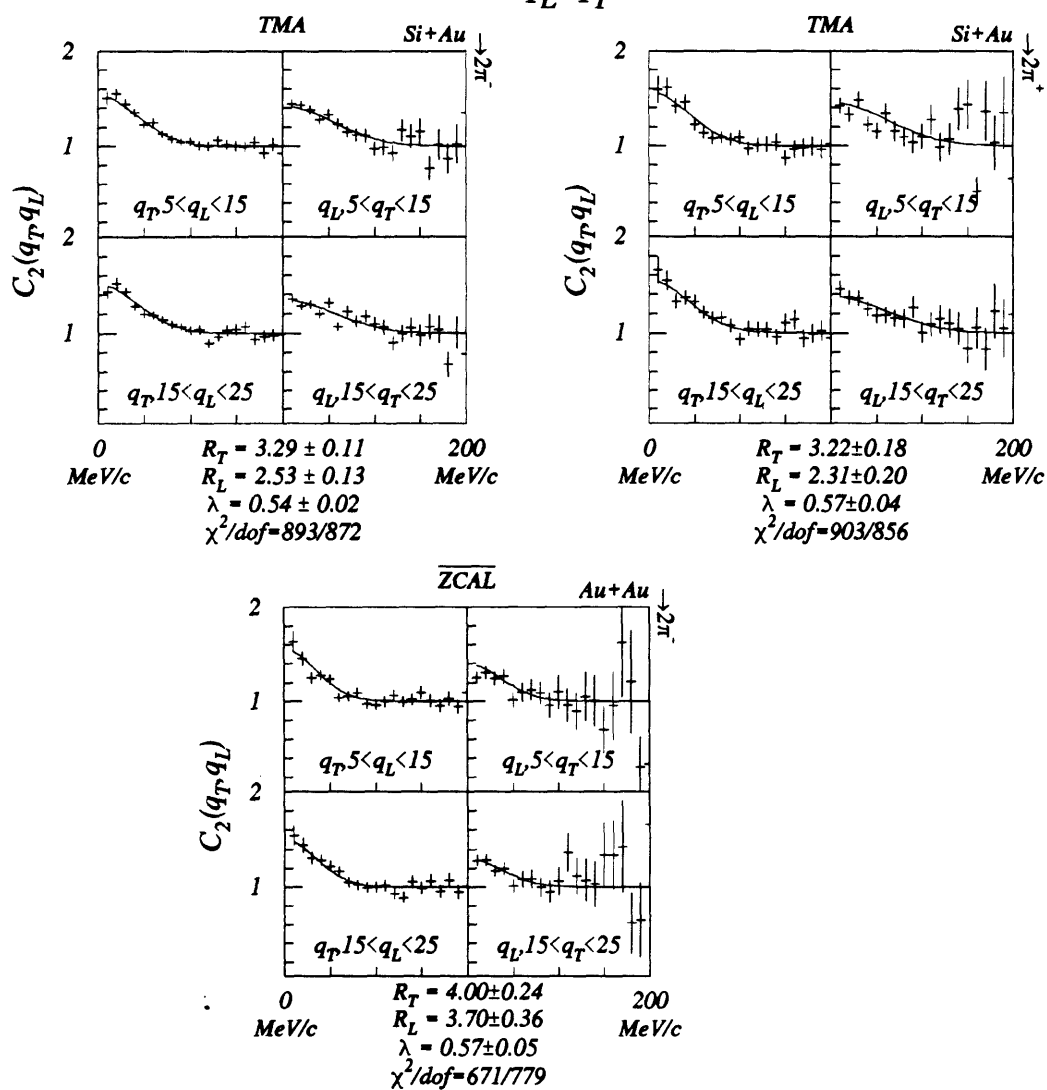 TMA Si+Au →2π⁻
2
1
q_T, 5<q_L<15 q_L, 5<q_T<15
2
1
q_T, 15<q_L<25 q_L, 15<q_T<25
C₂(q_T, q_L)
0 200
MeV/c MeV/c
R_T = 3.29 ± 0.11
R_L = 2.53 ± 0.13
λ = 0.54 ± 0.02
χ²/dof=893/872
TMA Si+Au →2π⁺
2
1
q_T, 5<q_L<15 q_L, 5<q_T<15
2
1
q_T, 15<q_L<25 q_L, 15<q_T<25
C₂(q_T, q_L)
0 200
MeV/c MeV/c
R_T = 3.22±0.18
R_L = 2.31±0.20
λ = 0.57±0.04
χ²/dof=903/856
Z̅C̅A̅L̅ Au+Au →2π⁻
2
1
q_T, 5<q_L<15 q_L, 5<q_T<15
2
1
q_T, 15<q_L<25 q_L, 15<q_T<25
C₂(q_T, q_L)
0 200
MeV/c MeV/c
R_T = 4.00±0.24
R_L = 3.70±0.36
λ = 0.57±0.05
χ²/dof=671/779